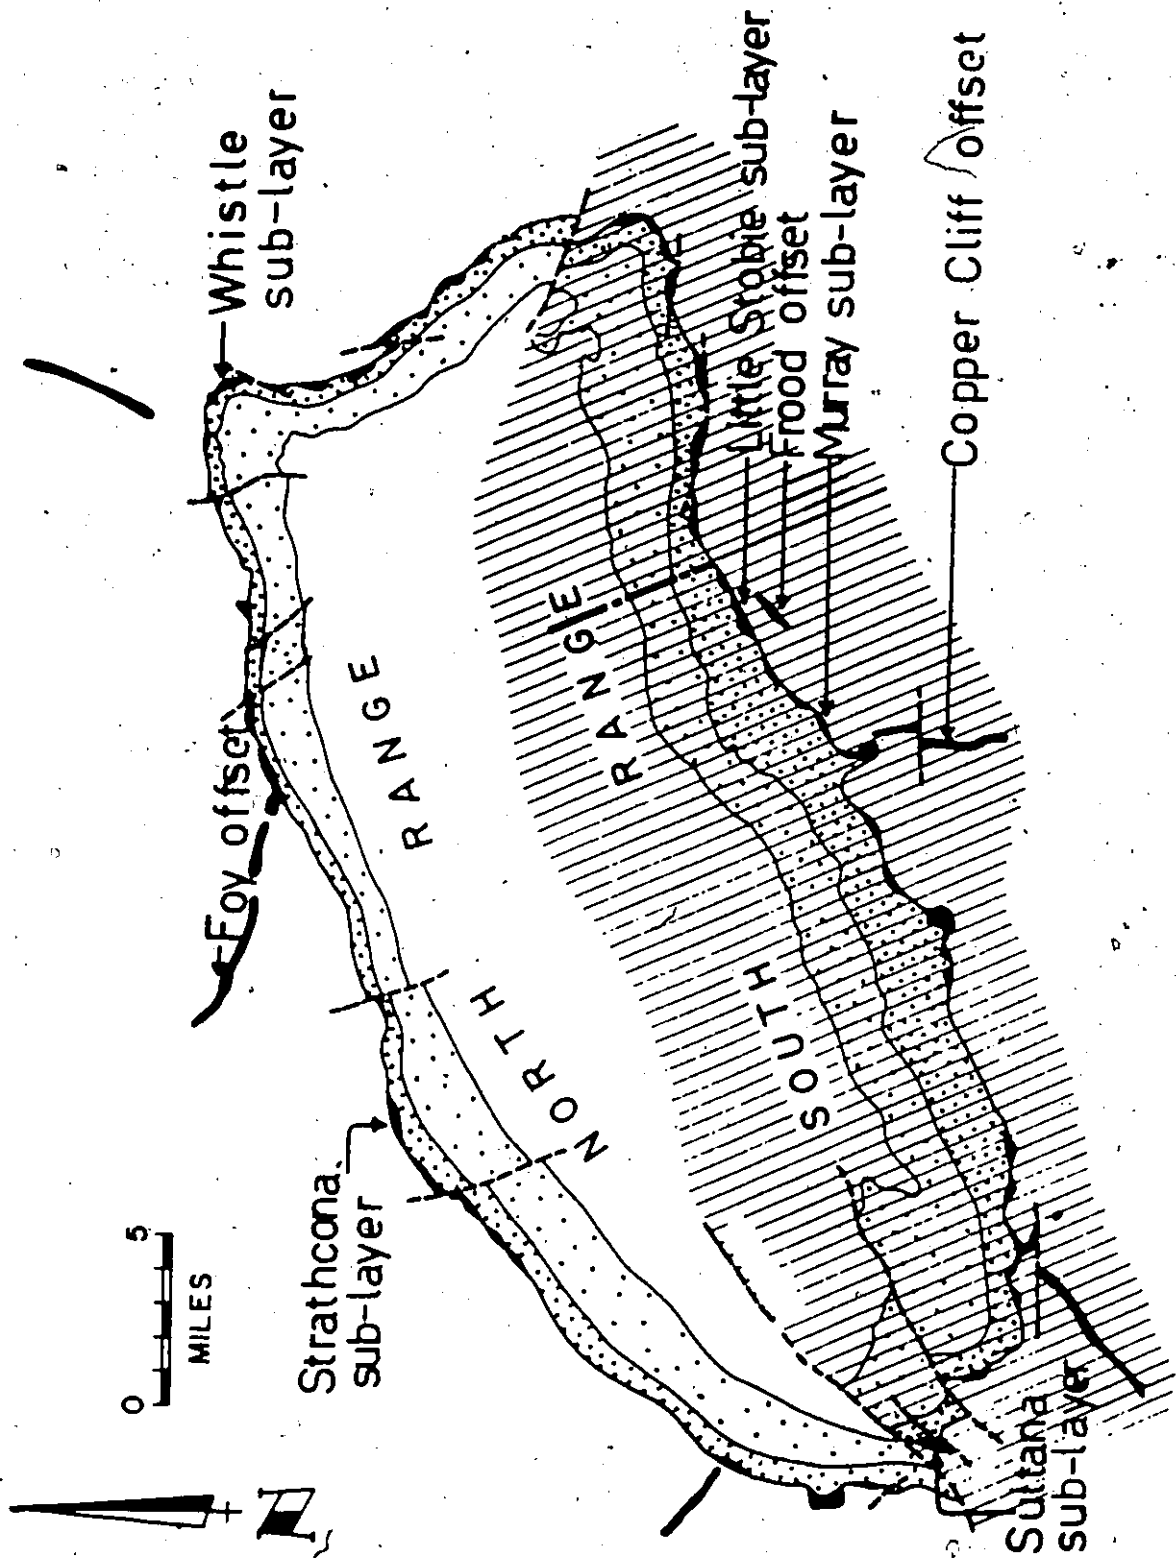 Whistle
sub-layer
Foy offset
Strathcona
sub-layer
0 5
MILES
N
NORTH RANGE
SOUTH RANGE
Little Stobie sub-layer
Frood offset
Murray sub-layer
Copper Cliff offset
Sultana
sub-layer